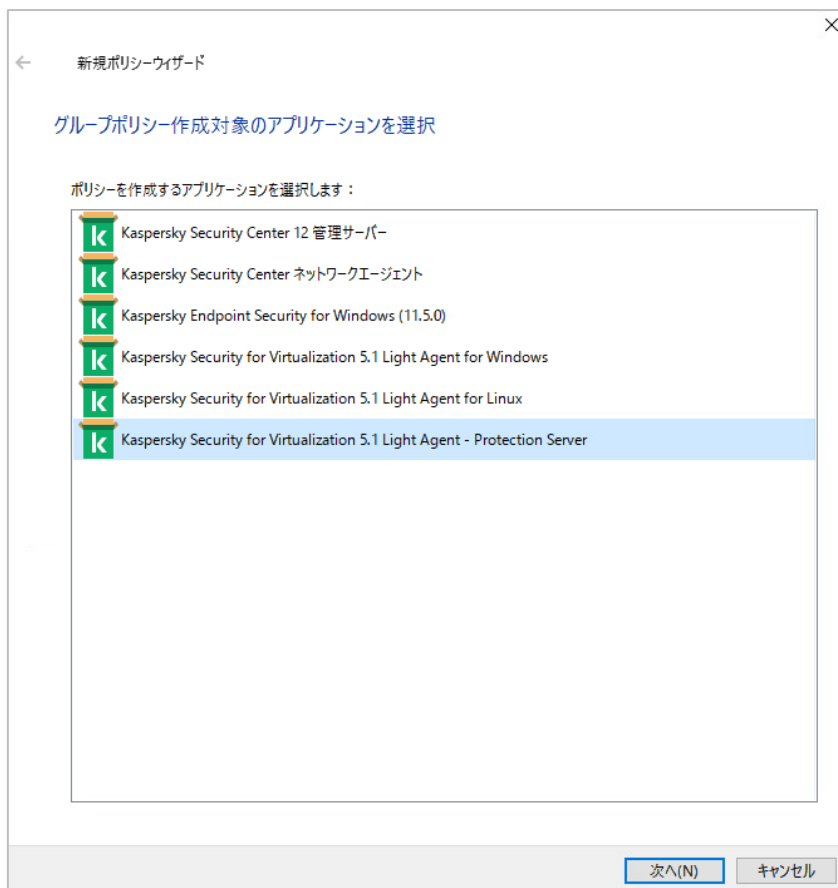 新規ポリシーウィザード
グループポリシー作成対象のアプリケーションを選択
ポリシーを作成するアプリケーションを選択します：
Kaspersky Security Center 12 管理サーバー
Kaspersky Security Center ネットワークエージェント
Kaspersky Endpoint Security for Windows (11.5.0)
Kaspersky Security for Virtualization 5.1 Light Agent for Windows
Kaspersky Security for Virtualization 5.1 Light Agent for Linux
Kaspersky Security for Virtualization 5.1 Light Agent - Protection Server
次へ(N) キャンセル